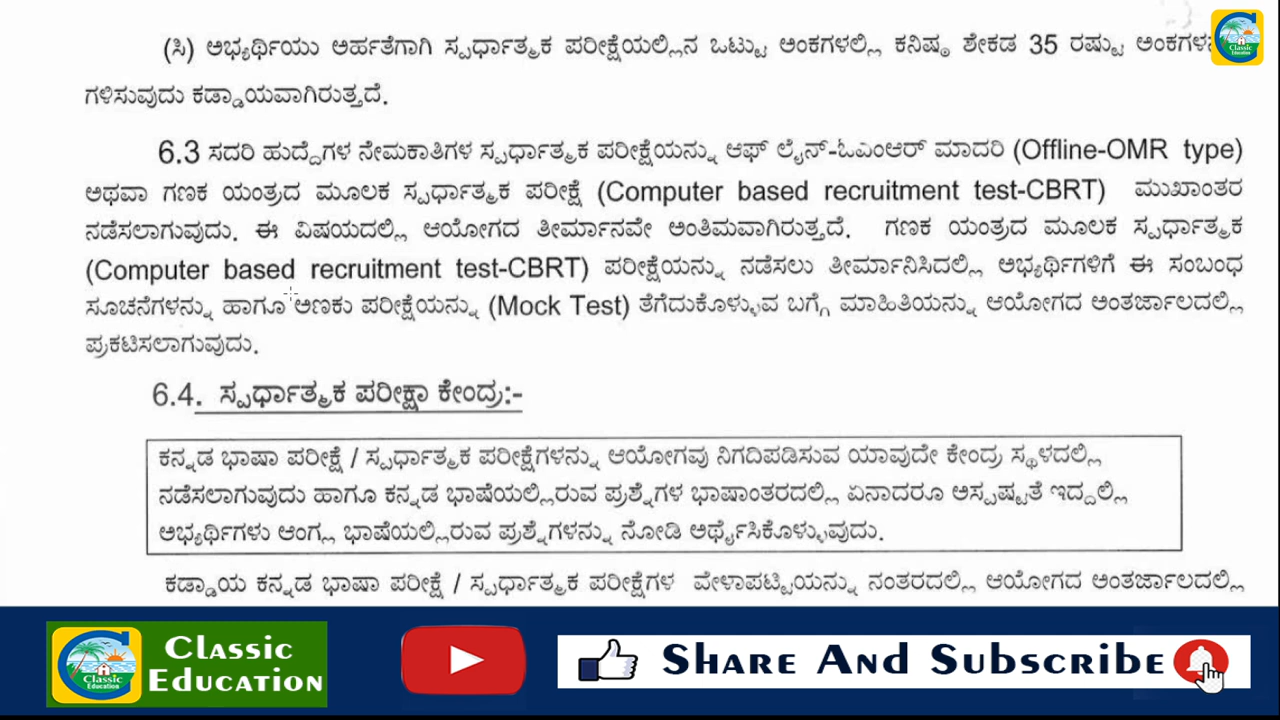 (ಸಿ) ಅಭ್ಯರ್ಥಿಯು ಅರ್ಹತೆಗಾಗಿ ಸ್ಪರ್ಧಾತ್ಮಕ ಪರೀಕ್ಷೆಯಲ್ಲಿನ ಒಟ್ಟು ಅಂಕಗಳಲ್ಲಿ ಕನಿಷ್ಠ ಶೇಕಡ 35 ರಷ್ಟು
ಗಳಿಸುವುದು ಕಡ್ಡಾಯವಾಗಿರುತ್ತದೆ.
6.3 ಸದರಿ ಹುದ್ದೆಗಳ ನೇಮಕಾತಿಗಳ ಸ್ಪರ್ಧಾತ್ಮಕ ಪರೀಕ್ಷೆಯನ್ನು ಆಫ್ ಲೈನ್-ಓಎಂಆರ್ ಮಾದರಿ (Offline-OMR type)
ಅಥವಾ ಗಣಕ ಯಂತ್ರದ ಮೂಲಕ ಸ್ಪರ್ಧಾತ್ಮಕ ಪರೀಕ್ಷೆ (Computer based recruitment test-CBRT) ಮುಖಾಂತರ
ನಡೆಸಲಾಗುವುದು. ಈ ವಿಷಯದಲ್ಲಿ ಆಯೋಗದ ತೀರ್ಮಾನವೇ ಅಂತಿಮವಾಗಿರುತ್ತದೆ. ಗಣಕ ಯಂತ್ರದ ಮೂಲಕ ಸ್ಪರ್ಧಾತ್ಮಕ
(Computer based recruitment test-CBRT) ಪರೀಕ್ಷೆಯನ್ನು ನಡೆಸಲು ತೀರ್ಮಾನಿಸಿದಲ್ಲಿ ಅಭ್ಯರ್ಥಿಗಳಿಗೆ ಈ ಸಂಬಂಧ
ಸೂಚನೆಗಳನ್ನು ಹಾಗೂ ಅಣಕು ಪರೀಕ್ಷೆಯನ್ನು (Mock Test) ತೆಗೆದುಕೊಳ್ಳುವ ಬಗ್ಗೆ ಮಾಹಿತಿಯನ್ನು ಆಯೋಗದ ಅಂತರ್ಜಾಲದಲ್ಲಿ
ಪ್ರಕಟಿಸಲಾಗುವುದು.
6.4. ಸ್ಪರ್ಧಾತ್ಮಕ ಪರೀಕ್ಷಾ ಕೇಂದ್ರ:-
ಕನ್ನಡ ಭಾಷಾ ಪರೀಕ್ಷೆ / ಸ್ಪರ್ಧಾತ್ಮಕ ಪರೀಕ್ಷೆಗಳನ್ನು ಆಯೋಗವು ನಿಗದಿಪಡಿಸುವ ಯಾವುದೇ ಕೇಂದ್ರ ಸ್ಥಳದಲ್ಲಿ
ನಡೆಸಲಾಗುವುದು ಹಾಗೂ ಕನ್ನಡ ಭಾಷೆಯಲ್ಲಿರುವ ಪ್ರಶ್ನೆಗಳ ಭಾಷಾಂತರದಲ್ಲಿ ಏನಾದರೂ ಅಸ್ಪಷ್ಟತೆ ಇದ್ದಲ್ಲಿ
ಅಭ್ಯರ್ಥಿಗಳು ಆಂಗ್ಲ ಭಾಷೆಯಲ್ಲಿರುವ ಪ್ರಶ್ನೆಗಳನ್ನು ನೋಡಿ ಅರ್ಥೈಸಿಕೊಳ್ಳುವುದು.
ಕಡ್ಡಾಯ ಕನ್ನಡ ಭಾಷಾ ಪರೀಕ್ಷೆ / ಸ್ಪರ್ಧಾತ್ಮಕ ಪರೀಕ್ಷೆಗಳ ವೇಳಾಪಟ್ಟಿಯನ್ನು ನಂತರದಲ್ಲಿ ಆಯೋಗದ ಅಂತರ್ಜಾಲದಲ್ಲಿ
Classic
Education
Classic
Education
Classic
Education
Share And Subscribe